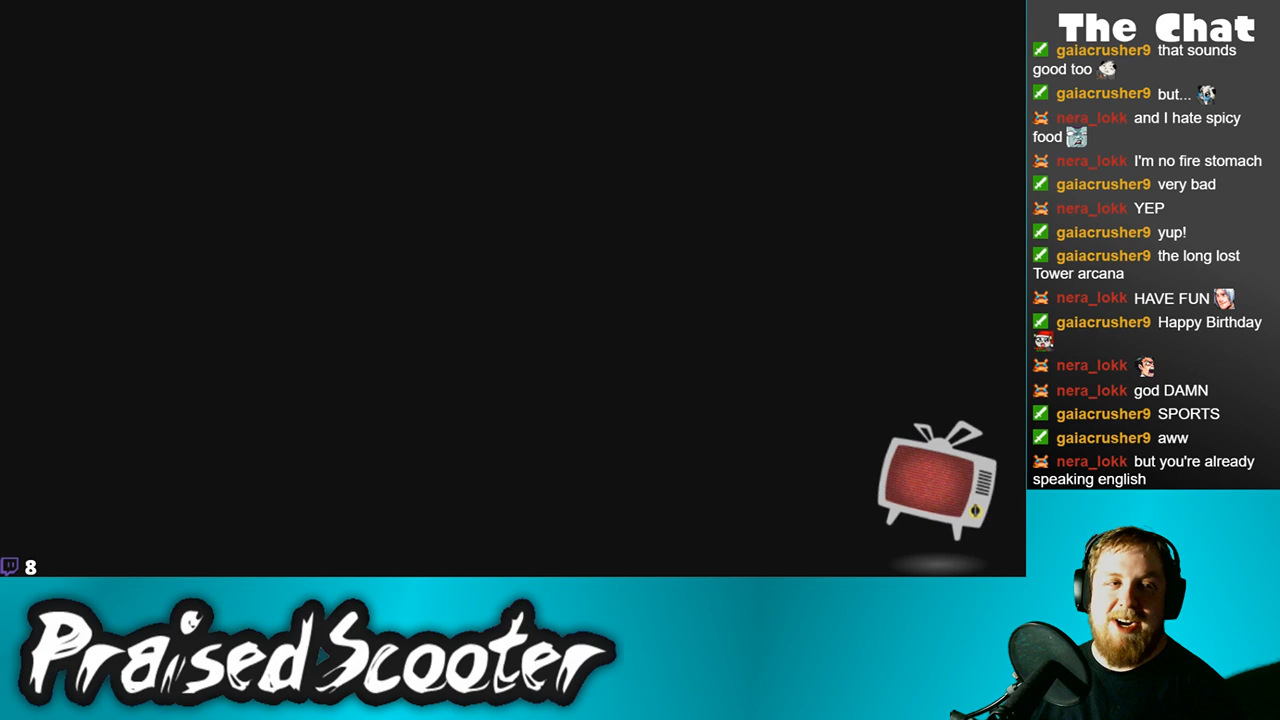 The Chat
gaiacrusher9 that sounds
good too
gaiacrusher9 but...
nera_lokk and I hate spicy
food
nera_lokk I'm no fire stomach
gaiacrusher9 very bad
nera_lokk YEP
gaiacrusher9 yup!
gaiacrusher9 the long lost
Tower arcana
nera_lokk HAVE FUN
gaiacrusher9 Happy Birthday
nera_lokk
nera_lokk god DAMN
gaiacrusher9 SPORTS
gaiacrusher9 aww
nera_lokk but you're already
speaking english
8
PraisedScooter